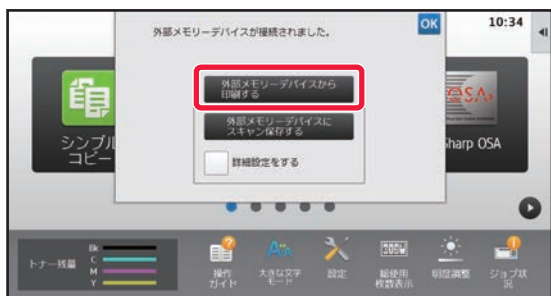 外部メモリーデバイスが接続されました。
OK
10:34
外部メモリーデバイスから
印刷する
外部メモリーデバイスに
スキャン保存する
詳細設定をする
シンプル
コピー
OSA
Sharp OSA
トナー残量
Bk
C
M
Y
操作
ガイド
大きな文字
モード
設定
総使用
枚数表示
明度調整
ジョブ状
況